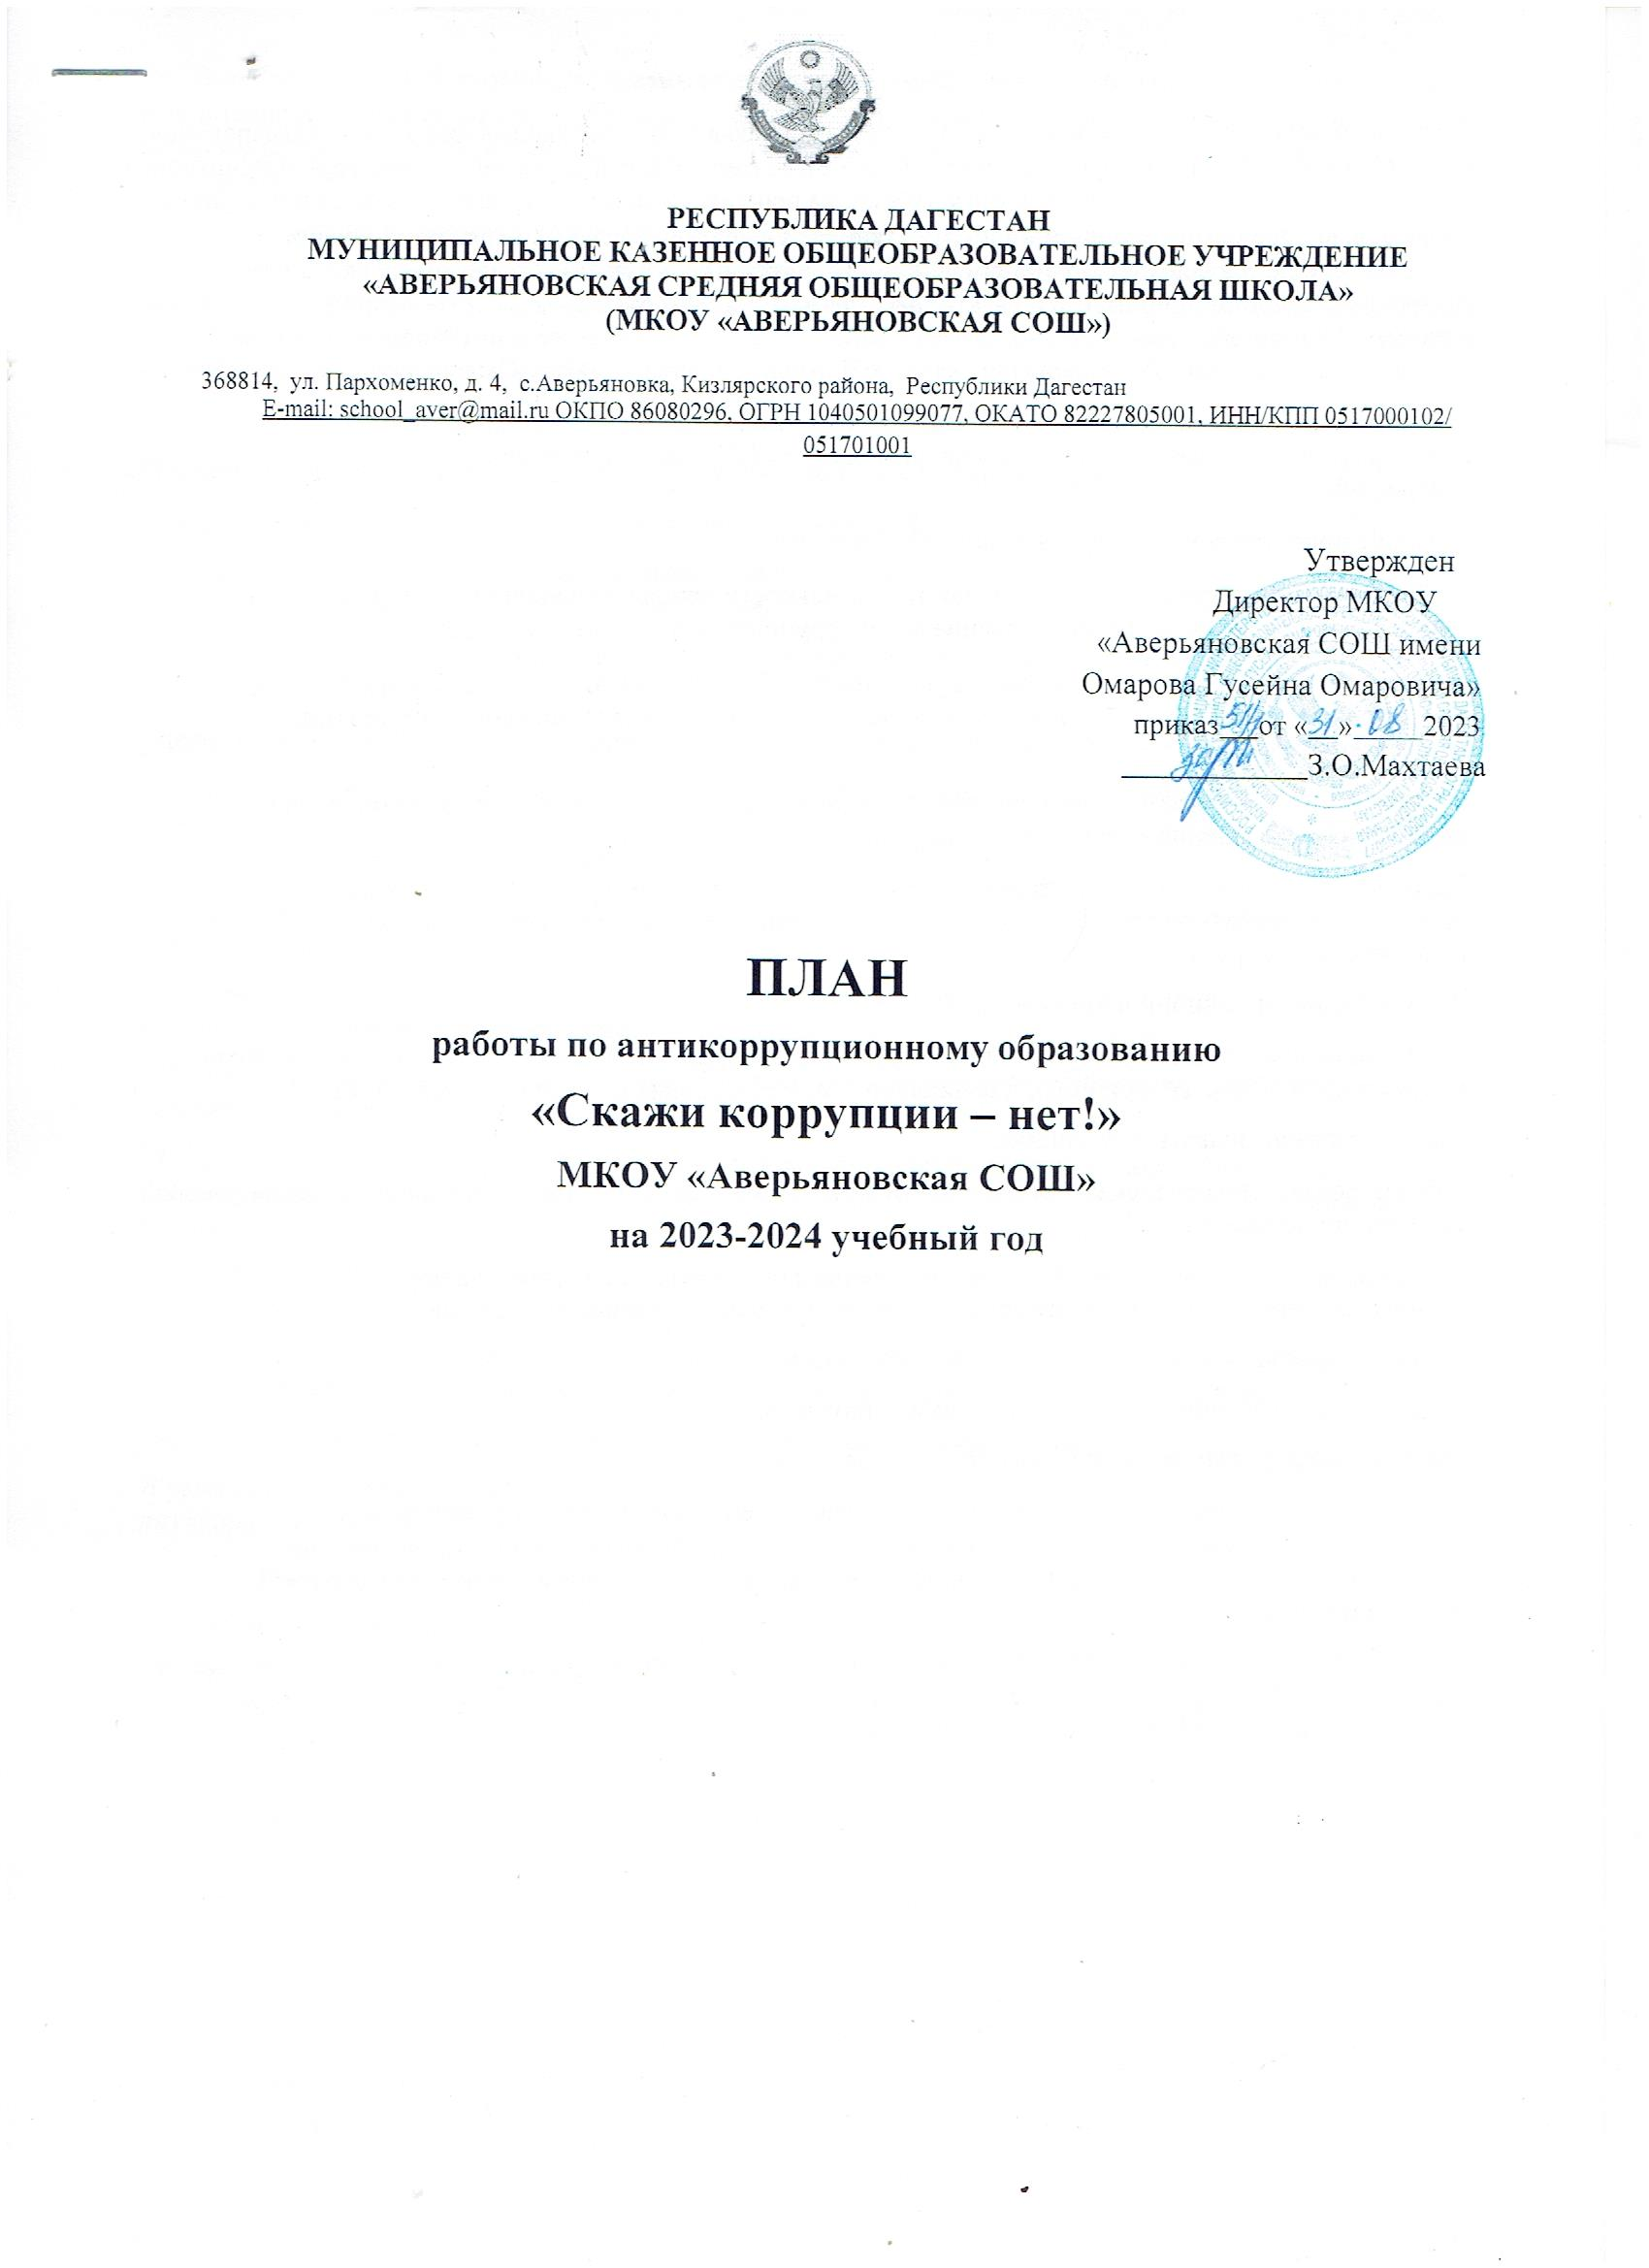 РЕСПУБЛИКА ДАГЕСТАН
МУНИЦИПАЛЬНОЕ КАЗЕННОЕ ОБЩЕОБРАЗОВАТЕЛЬНОЕ УЧРЕЖДЕНИЕ
«АВЕРЬЯНОВСКАЯ СРЕДНЯЯ ОБЩЕОБРАЗОВАТЕЛЬНАЯ ШКОЛА»
(МКОУ «АВЕРЬЯНОВСКАЯ СОШ»)
368814, ул. Пархоменко, д. 4, с.Аверьяновка, Кизлярского района, Республики Дагестан
E-mail: school_aver@mail.ru ОКПО 86080296, ОГРН 1040501099077, ОКАТО 82227805001, ИНН/КПП 0517000102/
051701001
Утвержден
Директор МКОУ
«Аверьяновская СОШ имени
Омарова Гусейна Омаровича»
приказ от «31» 08 2023
З.О.Махтаева
ПЛАН
работы по антикоррупционному образованию
«Скажи коррупции – нет!»
МКОУ «Аверьяновская СОШ»
на 2023-2024 учебный год